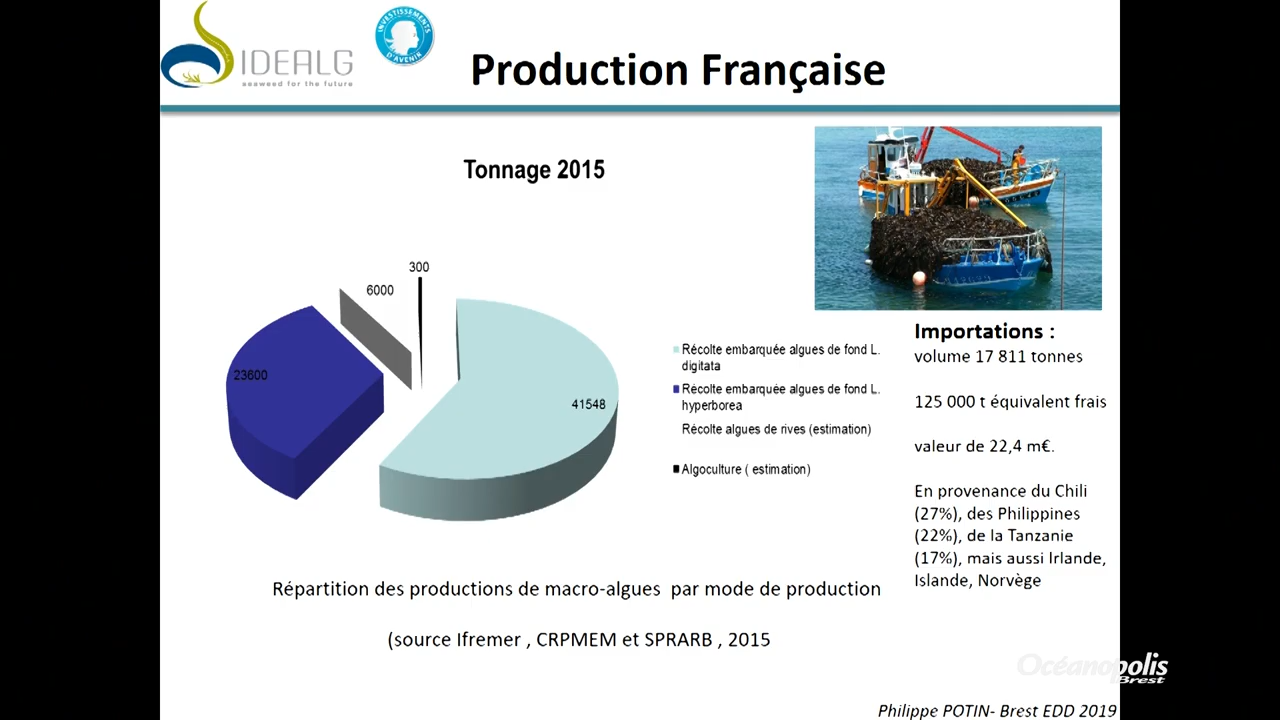 IDEALG
seaweed for the future
INVESTISSEMENTS
D'AVENIR
Production Française
Tonnage 2015
300
6000
23600
41548
Récolte embarquée algues de fond L.
digitata
Récolte embarquée algues de fond L.
hyperborea
Récolte algues de rives (estimation)
Algoculture ( estimation)
Importations :
volume 17 811 tonnes
125 000 t équivalent frais
valeur de 22,4 m€.
En provenance du Chili
(27%), des Philippines
(22%), de la Tanzanie
(17%), mais aussi Irlande,
Islande, Norvège
Répartition des productions de macro-algues par mode de production
(source Ifremer , CRPMEM et SPRARB , 2015
Océanopolis
Brest
Philippe POTIN- Brest EDD 2019